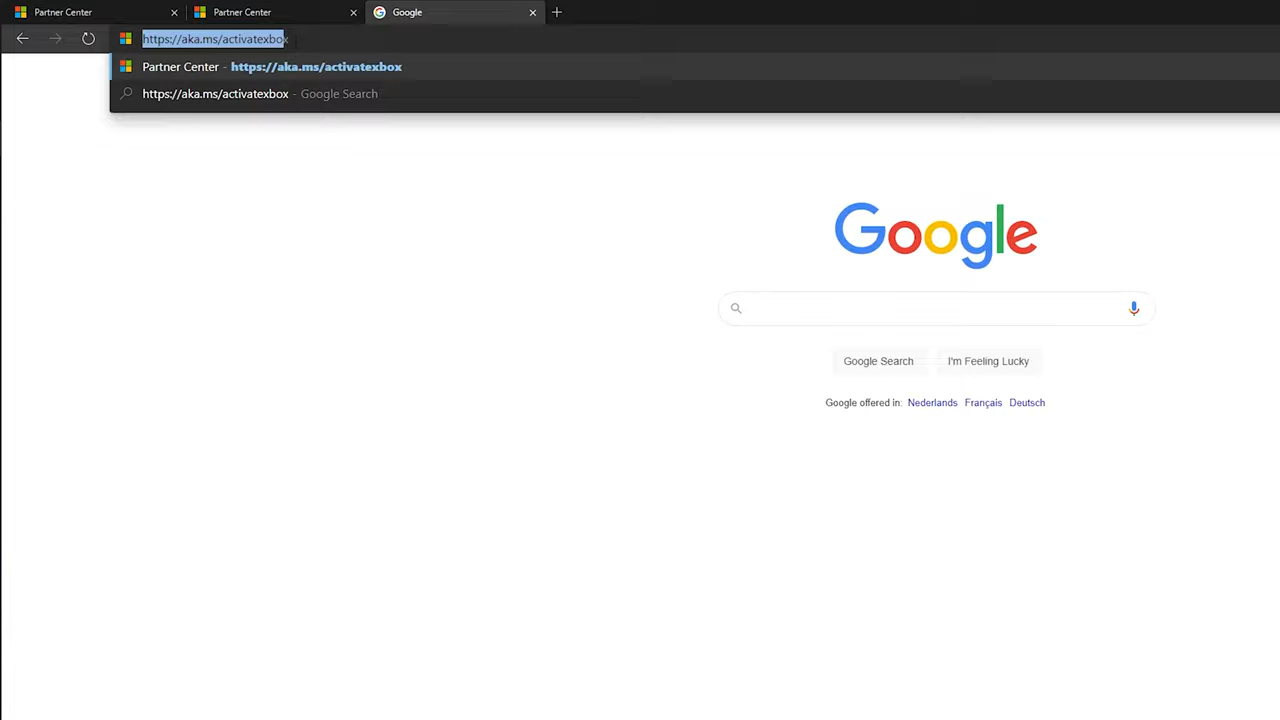 Partner Center
Partner Center
Google
https://aka.ms/activatexbox
Partner Center - https://aka.ms/activatexbox
https://aka.ms/activatexbox - Google Search
Google
Google Search
I'm Feeling Lucky
Google offered in: Nederlands Français Deutsch